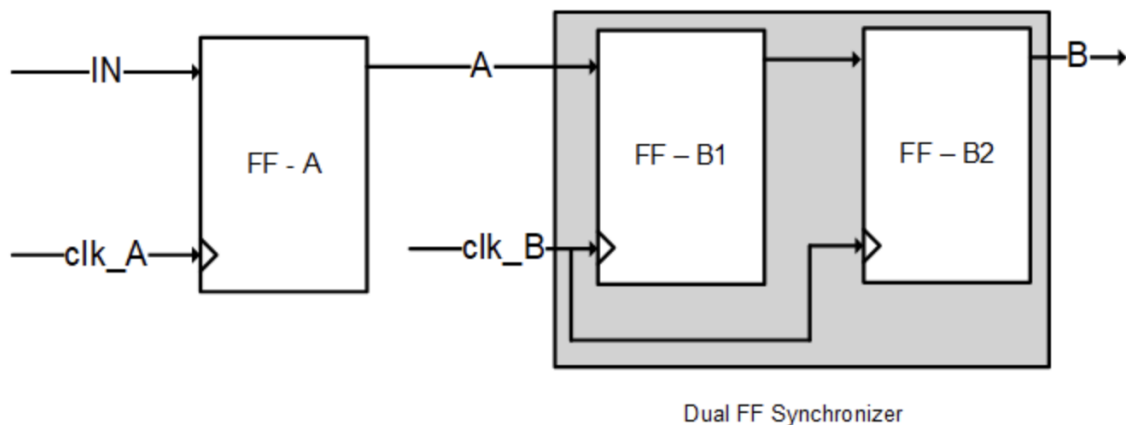 IN
A
B
FF - A
FF – B1
FF – B2
clk_A
clk_B
Dual FF Synchronizer